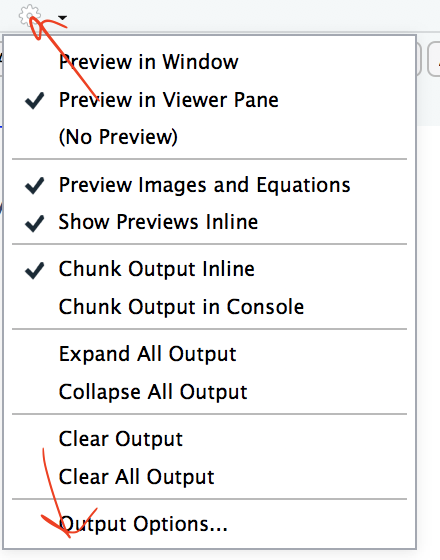 Preview in Window
Preview in Viewer Pane
(No Preview)
Preview Images and Equations
Show Previews Inline
Chunk Output Inline
Chunk Output in Console
Expand All Output
Collapse All Output
Clear Output
Clear All Output
Output Options...